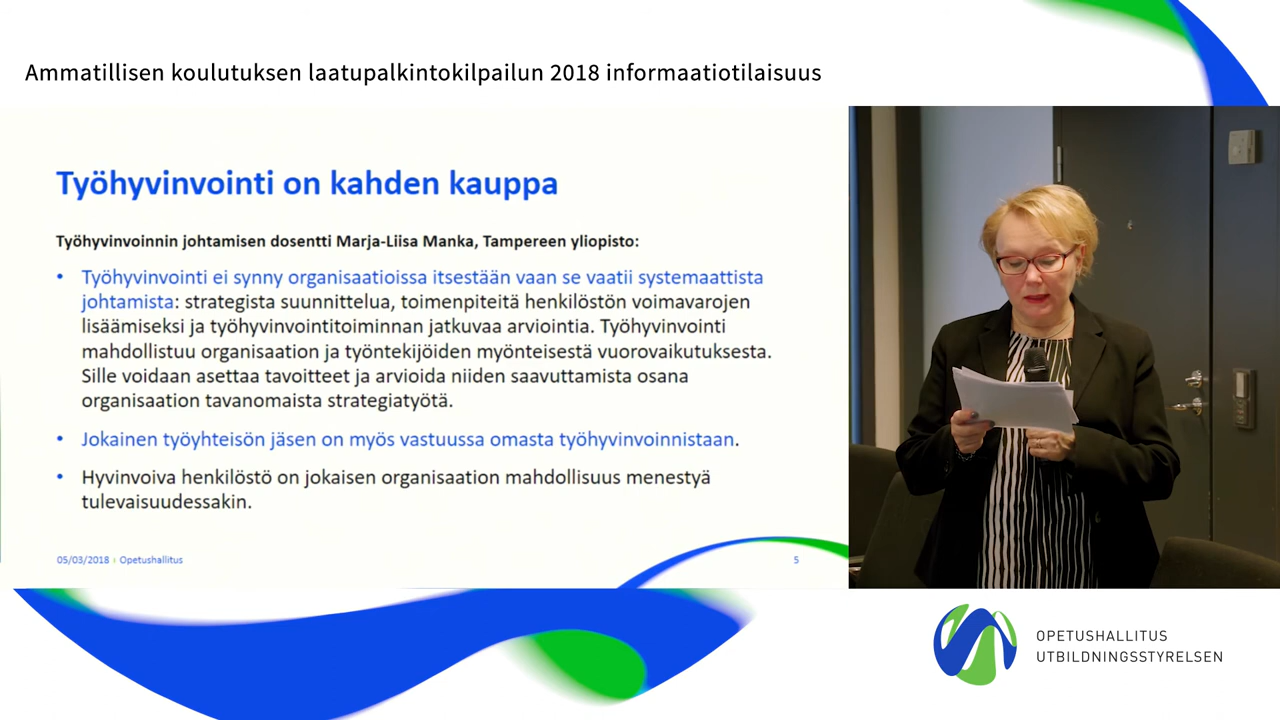 Ammatillisen koulutuksen laatupalkintokilpailun 2018 informaatiotilaisuus
Työhyvinvointi on kahden kauppa
Työhyvinvoinnin johtamisen dosentti Marja-Liisa Manka, Tampereen yliopisto:
• Työhyvinvointi ei synny organisaatioissa itsestään vaan se vaatii systemaattista
johtamista: strategista suunnittelua, toimenpiteitä henkilöstön voimavarojen
lisäämiseksi ja työhyvinvointitoiminnan jatkuvaa arviointia. Työhyvinvointi
mahdollistuu organisaation ja työntekijöiden myönteisestä vuorovaikutuksesta.
Sille voidaan asettaa tavoitteet ja arvioida niiden saavuttamista osana
organisaation tavanomaista strategiatyötä.
• Jokainen työyhteisön jäsen on myös vastuussa omasta työhyvinvoinnistaan.
• Hyvinvoiva henkilöstö on jokaisen organisaation mahdollisuus menestyä
tulevaisuudessakin.
05/03/2018 | Opetushallitus
5
OPETUSHALLITUS
UTBILDNINGSSTYRELSEN